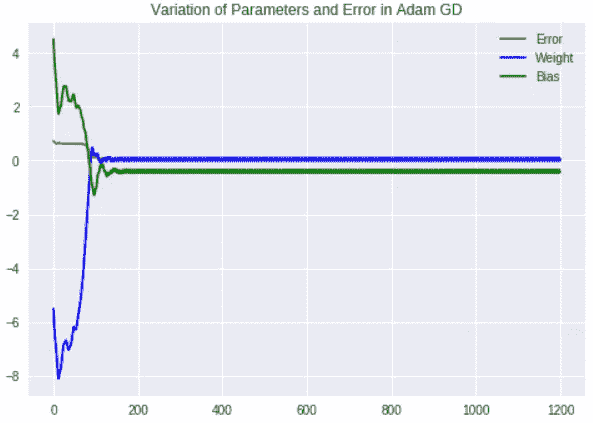 Variation of Parameters and Error in Adam GD
Error
Weight
Bias
4
2
0
−2
−4
−6
−8
0 200 400 600 800 1000 1200